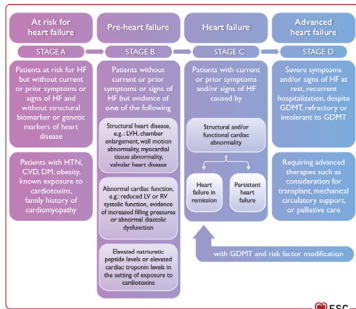 At risk for
heart failure
Pre-heart failure
Heart failure
Advanced
heart failure
STAGE A
STAGE B
STAGE C
STAGE D
Patients at risk for HF
but without current
or prior symptoms
or signs of HF and
without structural
biomarker or genetic
markers of heart
disease
Patients with HTN,
CVD, DM, obesity,
known exposure to
cardiotoxins,
family history of
cardiomyopathy
Patients without
current or prior
symptoms or signs of
HF but evidence of
one of the following
Structural heart disease,
e.g.: LVH, chamber
enlargement, wall motion
abnormality, myocardial
tissue abnormality,
valvular heart disease
Abnormal cardiac function,
e.g.: reduced LV or RV
systolic function, evidence
of increased filling pressures
or abnormal diastolic
dysfunction
Elevated natriuretic
peptide levels or elevated
cardiac troponin levels in
the setting of exposure to
cardiotoxins
Patients with current
or prior symptoms
and/or signs of HF
caused by
Structural and/or
functional cardiac
abnormality
Heart
failure in
remission
Persistent
heart
failure
with GDMT and risk factor modification
Severe symptoms
and/or signs of HF at
rest, recurrent
hospitalization, despite
GDMT, refractory or
intolerant to GDMT
Requiring advanced
therapies such as
consideration for
transplant, mechanical
circulatory support,
or palliative care
ESC